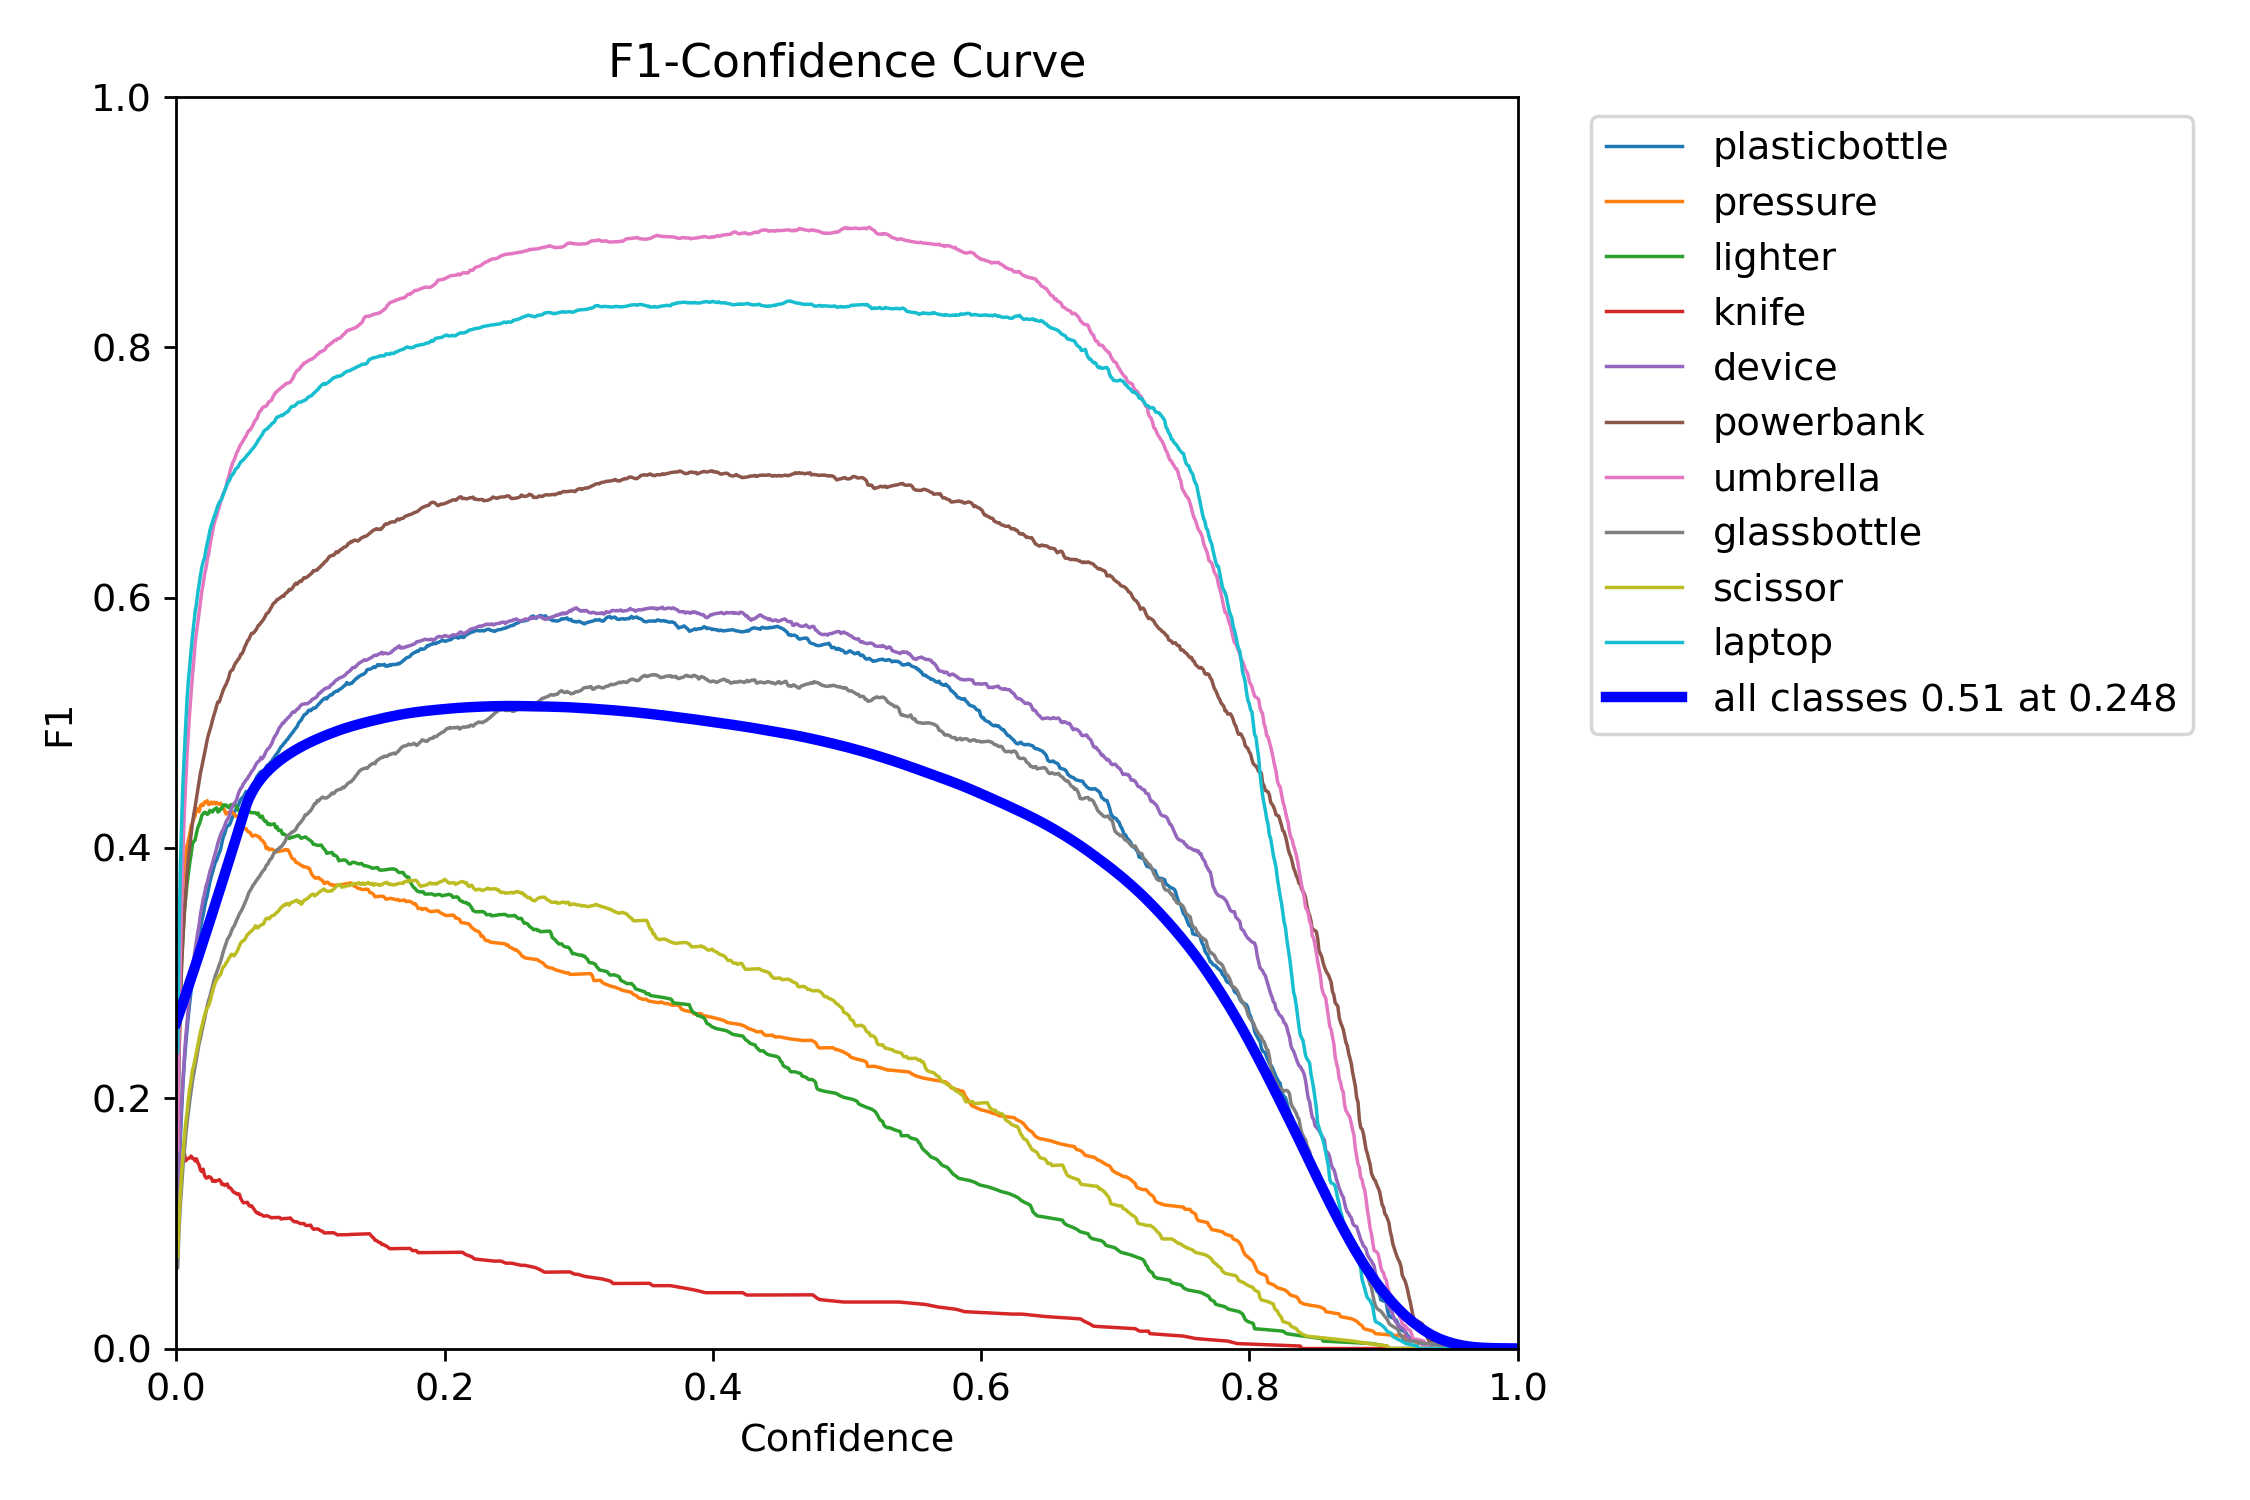 F1-Confidence Curve
1.0
0.8
0.6
0.4
0.2
0.0
F1
0.0 0.2 0.4 0.6 0.8 1.0
Confidence
plasticbottle
pressure
lighter
knife
device
powerbank
umbrella
glassbottle
scissor
laptop
all classes 0.51 at 0.248